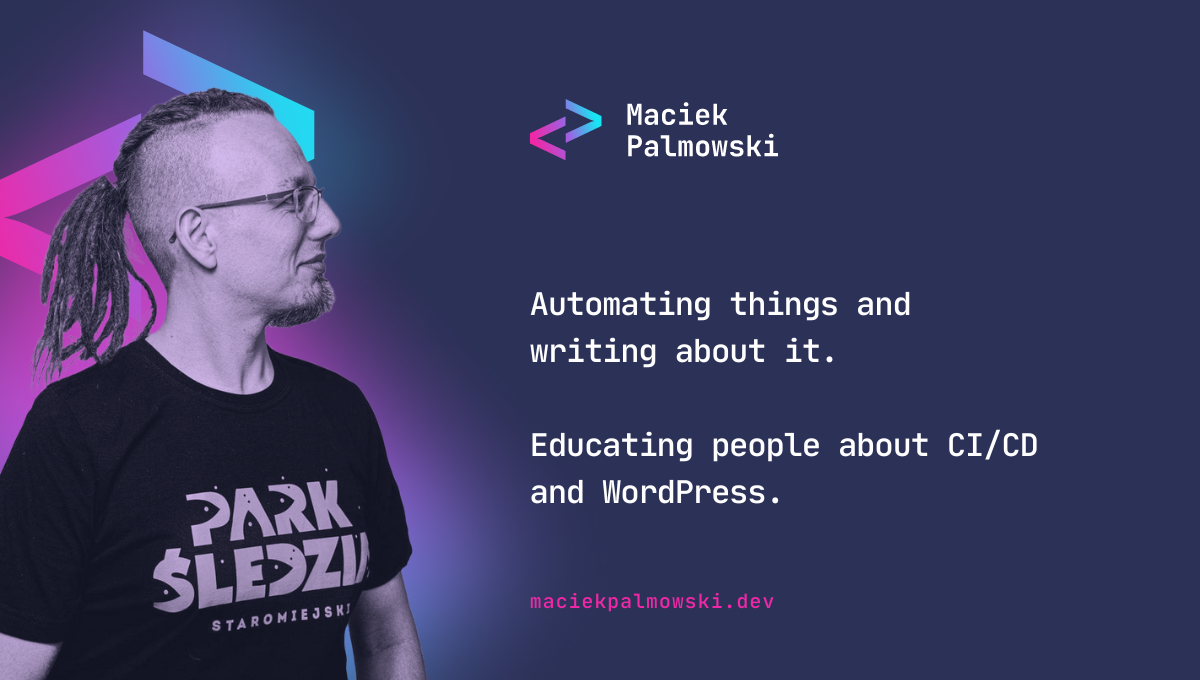 Maciek
Palmowski
Automating things and
writing about it.
Educating people about CI/CD
and WordPress.
maciekpalmowski.dev
PARK
ŚLEDZIA
STAROMIEJSKI